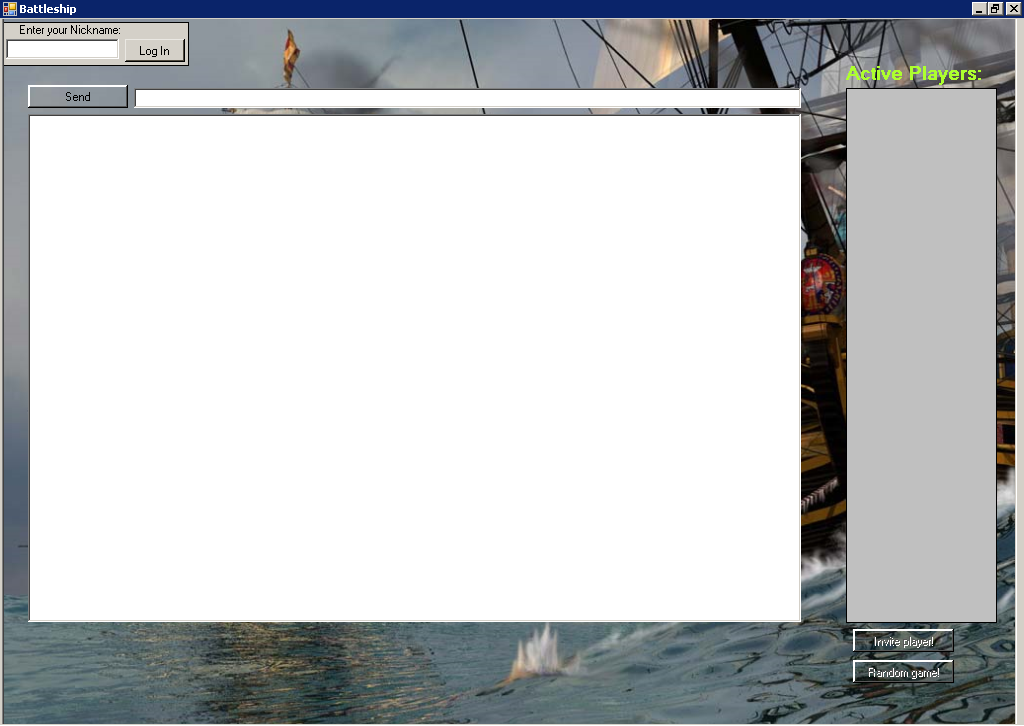 Battleship
Enter your Nickname:
Log In
Active Players:
Send
Invite player!
Random game!